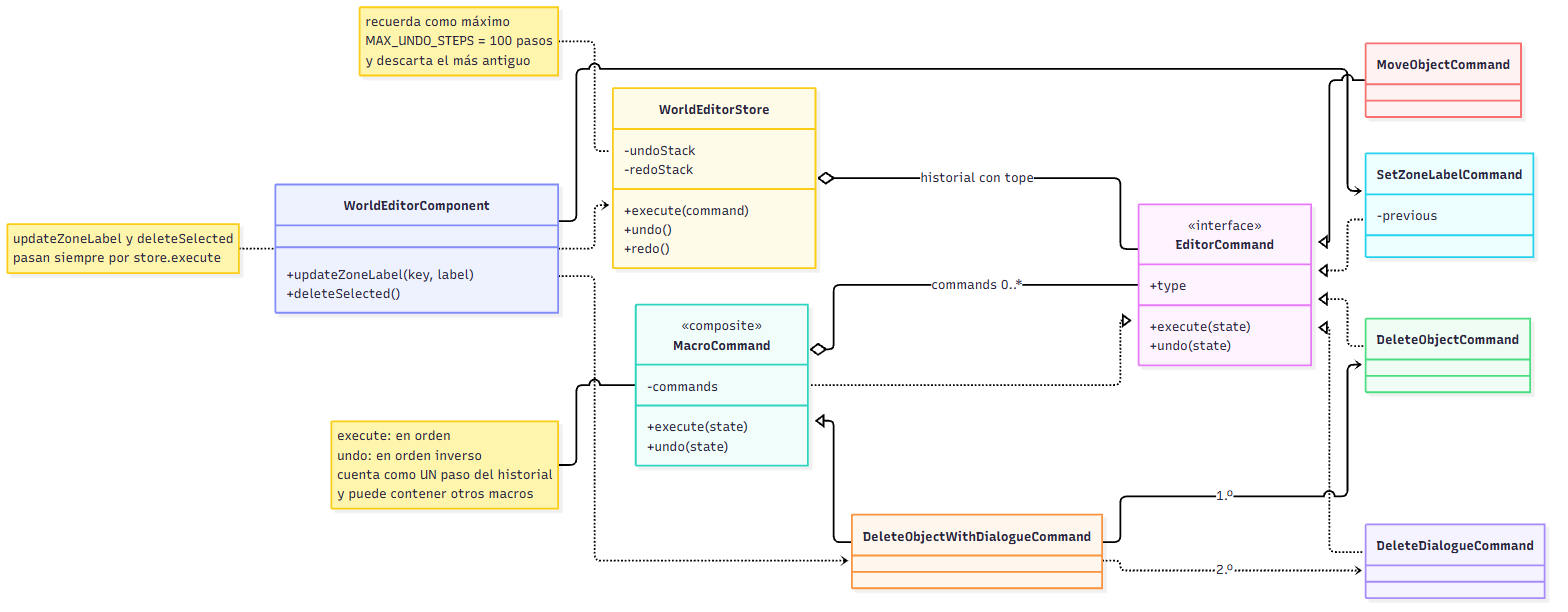 recuerda como máximo
MAX_UNDO_STEPS = 100 pasos
y descarta el más antiguo
WorldEditorStore
-undoStack
-redoStack
+execute(command)
+undo()
+redo()
MoveObjectCommand
SetZoneLabelCommand
-previous
historial con tope
WorldEditorComponent
+updateZoneLabel(key, label)
+deleteSelected()
updateZoneLabel y deleteSelected
pasan siempre por store.execute
«interface»
EditorCommand
+type
+execute(state)
+undo(state)
commands 0..*
«composite»
MacroCommand
-commands
+execute(state)
+undo(state)
DeleteObjectCommand
execute: en orden
undo: en orden inverso
cuenta como UN paso del historial
y puede contener otros macros
1.º
DeleteObjectWithDialogueCommand
2.º
DeleteDialogueCommand